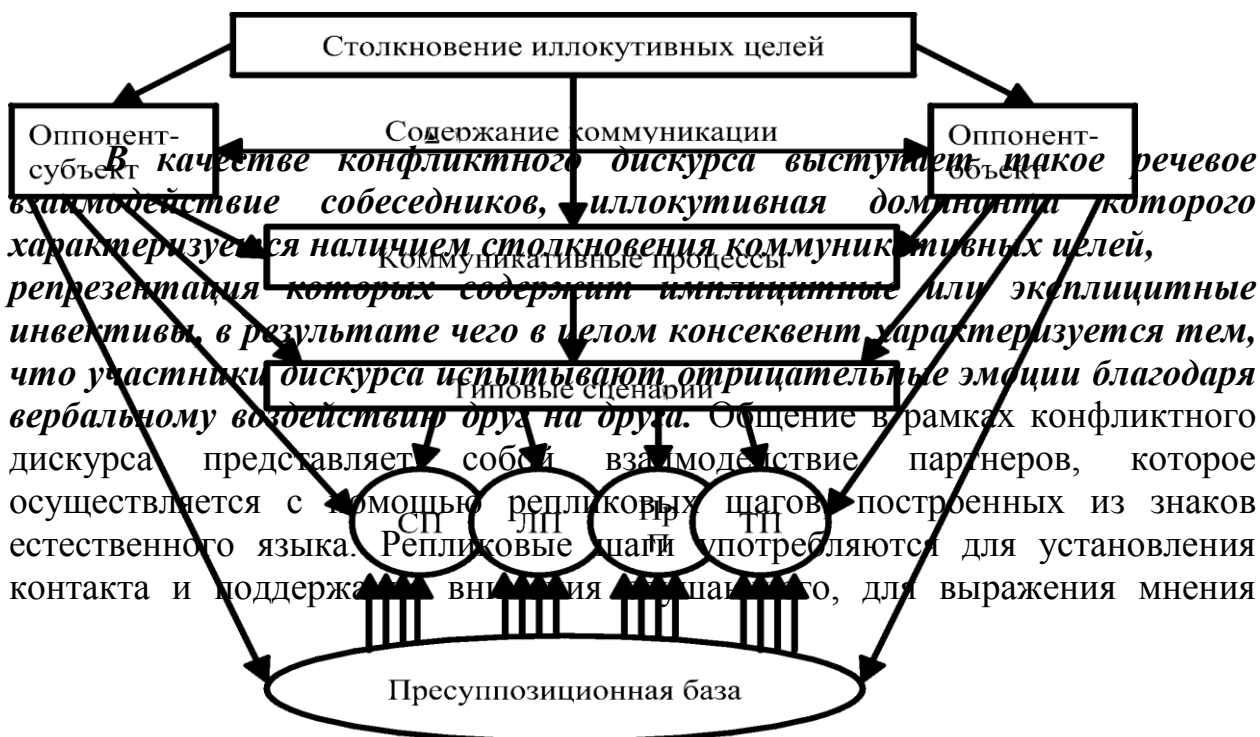 Столкновение иллокутивных целей
Оппонент-
субъект
Содержание коммуникации
Оппонент-
объект
В качестве конфликтного дискурса выступает такое речевое
взаимодействие собеседников, иллокутивная доминанта которого
характеризуется наличием столкновения коммуникативных целей,
Коммуникативные процессы
репрезентация которых содержит имплицитные или эксплицитные
инвективы, в результате чего в целом консеквент характеризуется тем,
что участники дискурса испытывают отрицательные эмоции благодаря
Типовые сценарии
вербальному воздействию друг на друга. Общение в рамках конфликтного
дискурса представляет собой взаимодействие партнеров, которое
осуществляется с помощью репликовых шагов, построенных из знаков
СП ЛП Пр
П ТП
естественного языка. Репликовые шаги употребляются для установления
контакта и поддержания внимания слушающего, для выражения мнения
Пресуппозиционная база